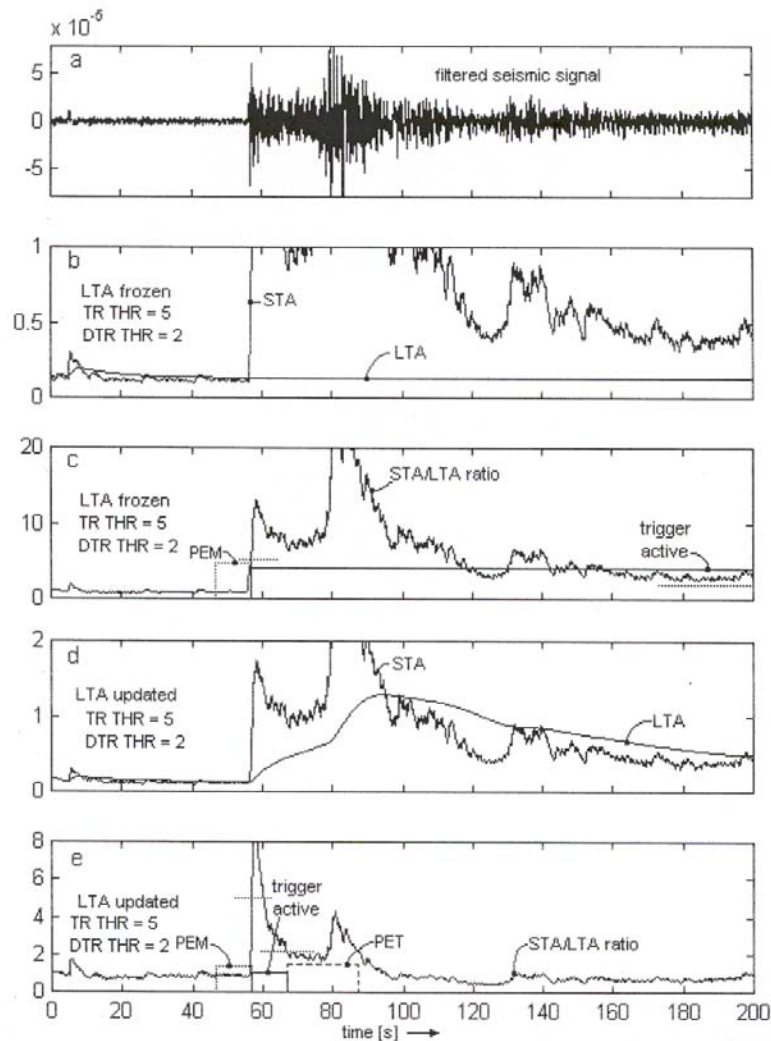 x 10⁻⁵
5
0
-5
a
filtered seismic signal
1
0.5
0
b
LTA frozen
TR THR = 5
DTR THR = 2
STA
LTA
20
10
0
c
LTA frozen
TR THR = 5
DTR THR = 2
PEM
STA/LTA ratio
trigger
active
2
1
0
d
LTA updated
TR THR = 5
DTR THR = 2
STA
LTA
8
6
4
2
0
e
LTA updated
TR THR = 5
DTR THR = 2
PEM
trigger
active
PET
STA/LTA ratio
0 20 40 60 80 100 120 140 160 180 200
time [s]